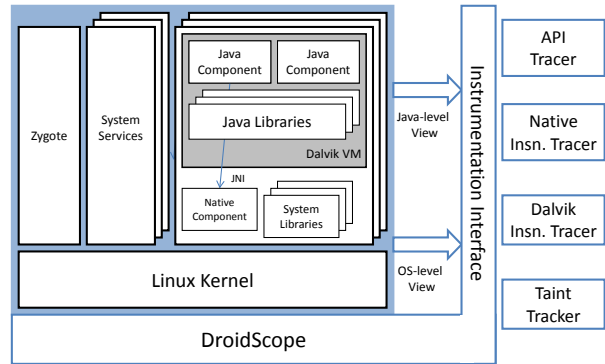 Zygote
System
Services
Java
Component
Java
Component
Java Libraries
Dalvik VM
JNI
Native
Component
System
Libraries
Linux Kernel
DroidScope
Java-level
View
OS-level
View
Instrumentation Interface
API
Tracer
Native
Insn. Tracer
Dalvik
Insn. Tracer
Taint
Tracker